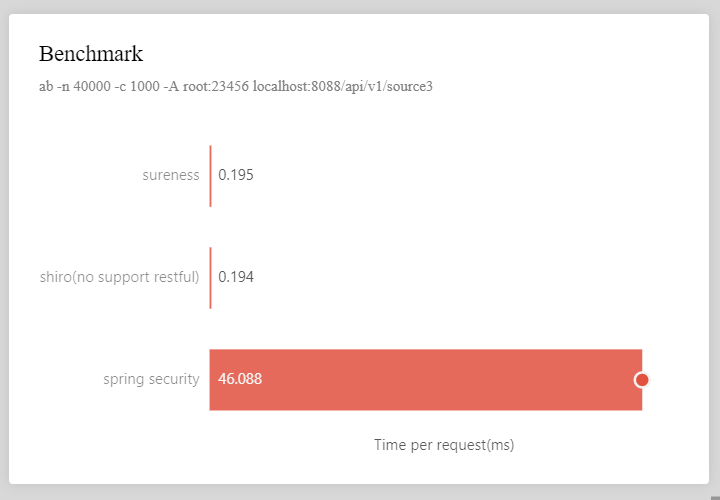 Benchmark
ab -n 40000 -c 1000 -A root:23456 localhost:8088/api/v1/source3
sureness 0.195
shiro(no support restful) 0.194
spring security 46.088
Time per request(ms)